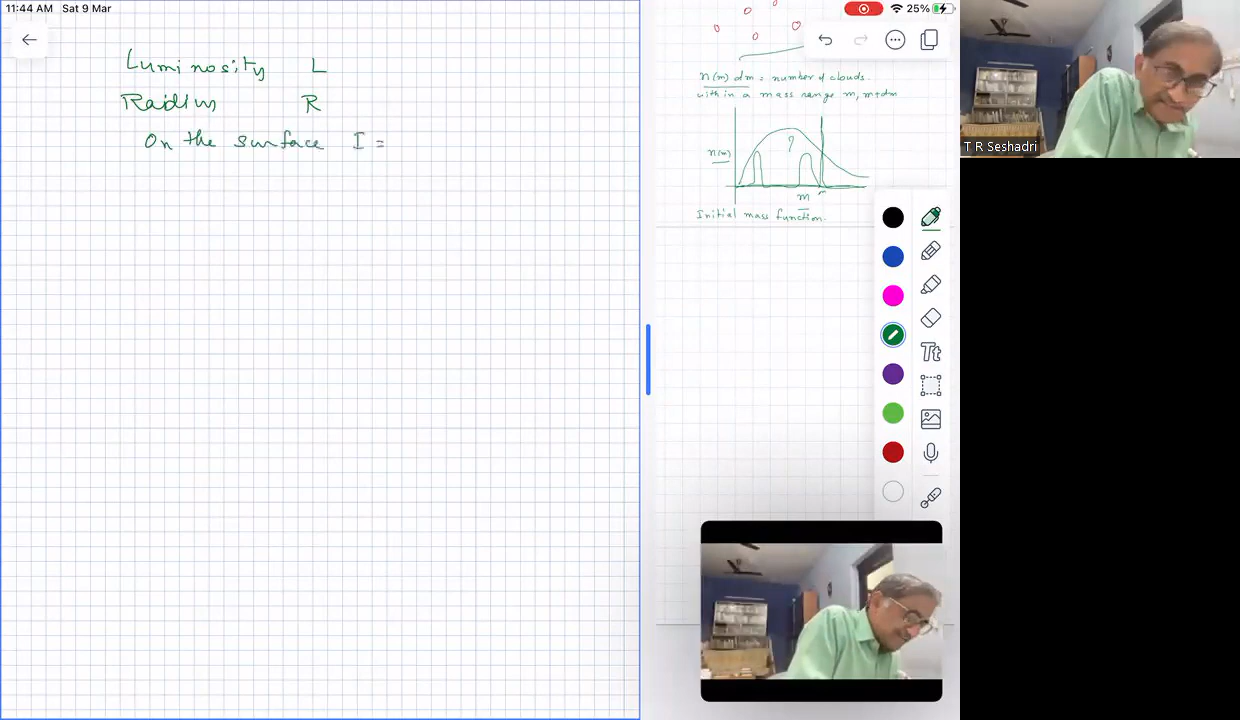 11:44 AM Sat 9 Mar
25%
Luminosity L
Radius R
On the surface I =
n(m) dm = number of clouds.
with in a mass range m, m+dm
n(m)
?
m
Initial mass function.
Tt
T R Seshadri